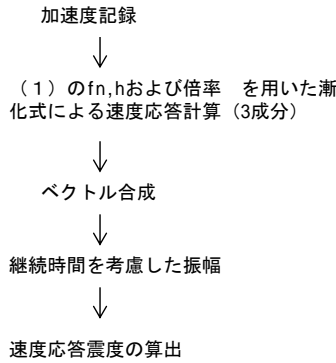 加速度記録
（1）のfn,hおよび倍率　を用いた漸
化式による速度応答計算（3成分）
ベクトル合成
継続時間を考慮した振幅
速度応答震度の算出